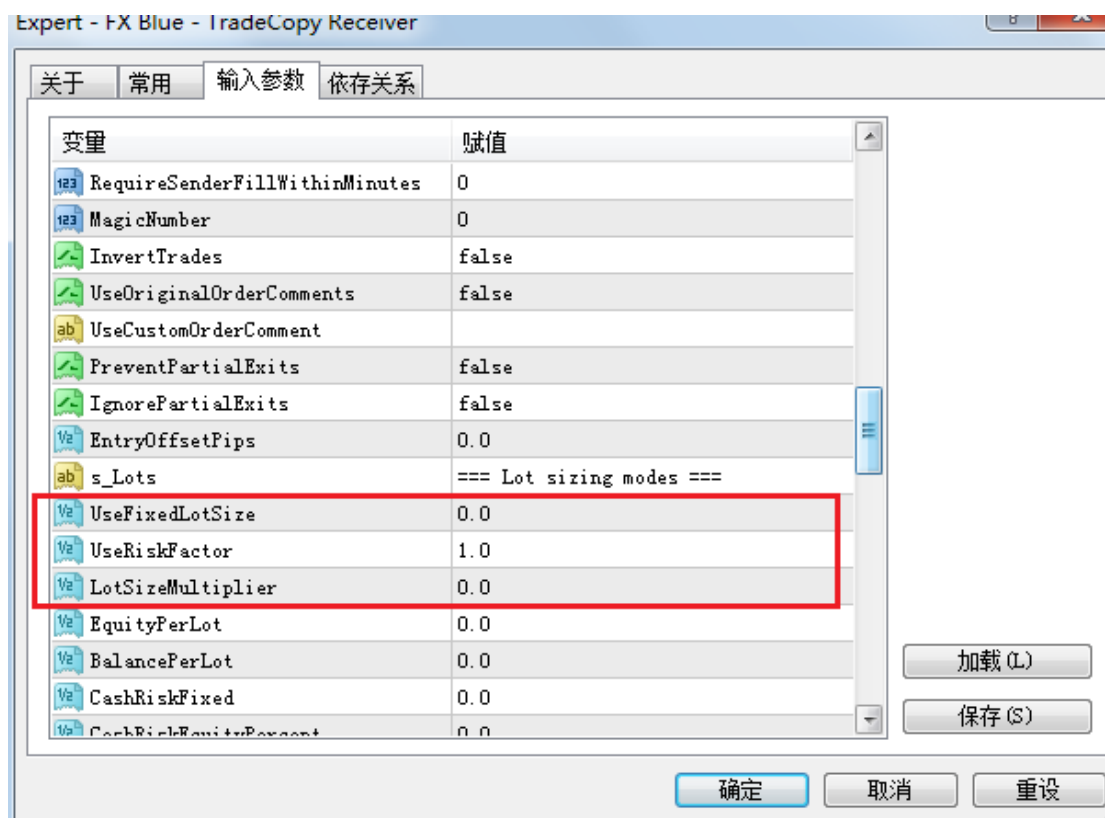 Expert - FX Blue - TradeCopy Receiver
关于 常用 输入参数 依存关系
变量 赋值
RequireSenderFillWithinMinutes 0
MagicNumber 0
InvertTrades false
UseOriginalOrderComments false
UseCustomOrderComment
PreventPartialExits false
IgnorePartialExits false
EntryOffsetPips 0.0
s_Lots === Lot sizing modes ===
UseFixedLotSize 0.0
UseRiskFactor 1.0
LotSizeMultiplier 0.0
EquityPerLot 0.0
BalancePerLot 0.0
CashRiskFixed 0.0
CashRiskEquityPercent 0.0
加载(L)
保存(S)
确定 取消 重设